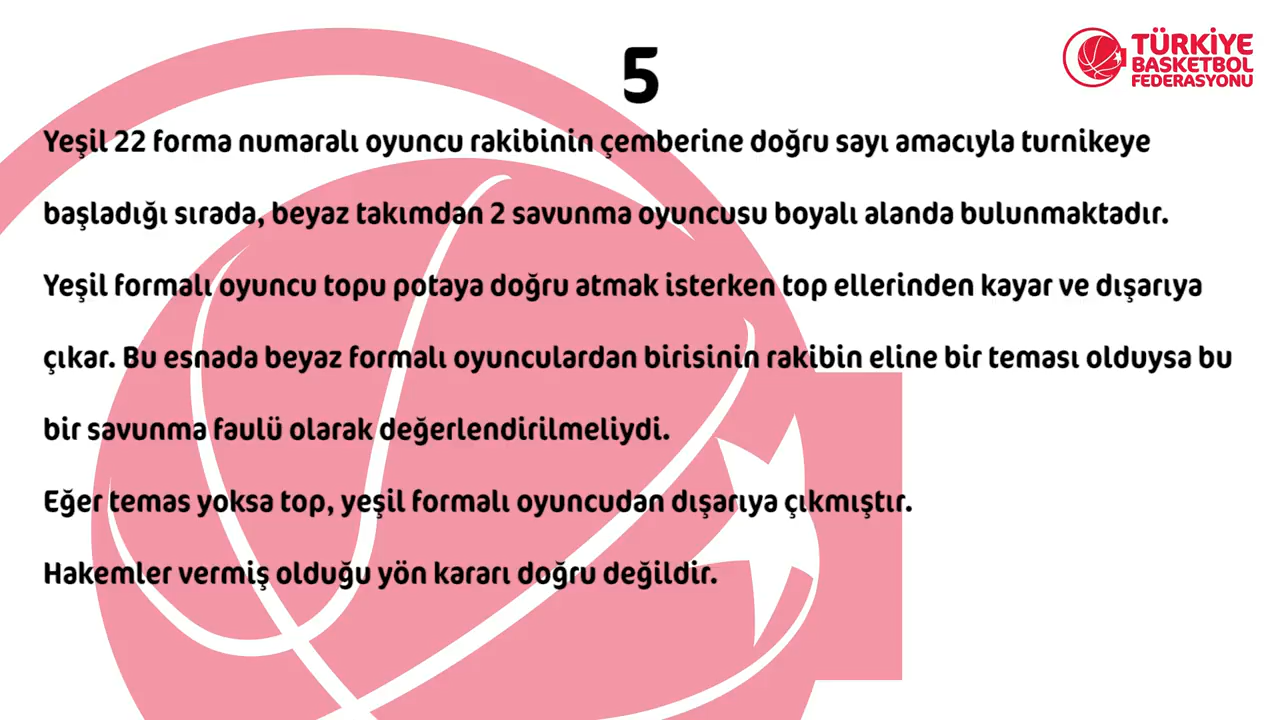 5
TÜRKİYE
BASKETBOL
FEDERASYONU
Yeşil 22 forma numaralı oyuncu rakibinin çemberine doğru sayı amacıyla turnikeye
başladığı sırada, beyaz takımdan 2 savunma oyuncusu boyalı alanda bulunmaktadır.
Yeşil formalı oyuncu topu potaya doğru atmak isterken top ellerinden kayar ve dışarıya
çıkar. Bu esnada beyaz formalı oyunculardan birisinin rakibin eline bir teması olduysa bu
bir savunma faulü olarak değerlendirilmeliydi.
Eğer temas yoksa top, yeşil formalı oyuncudan dışarıya çıkmıştır.
Hakemler vermiş olduğu yön kararı doğru değildir.